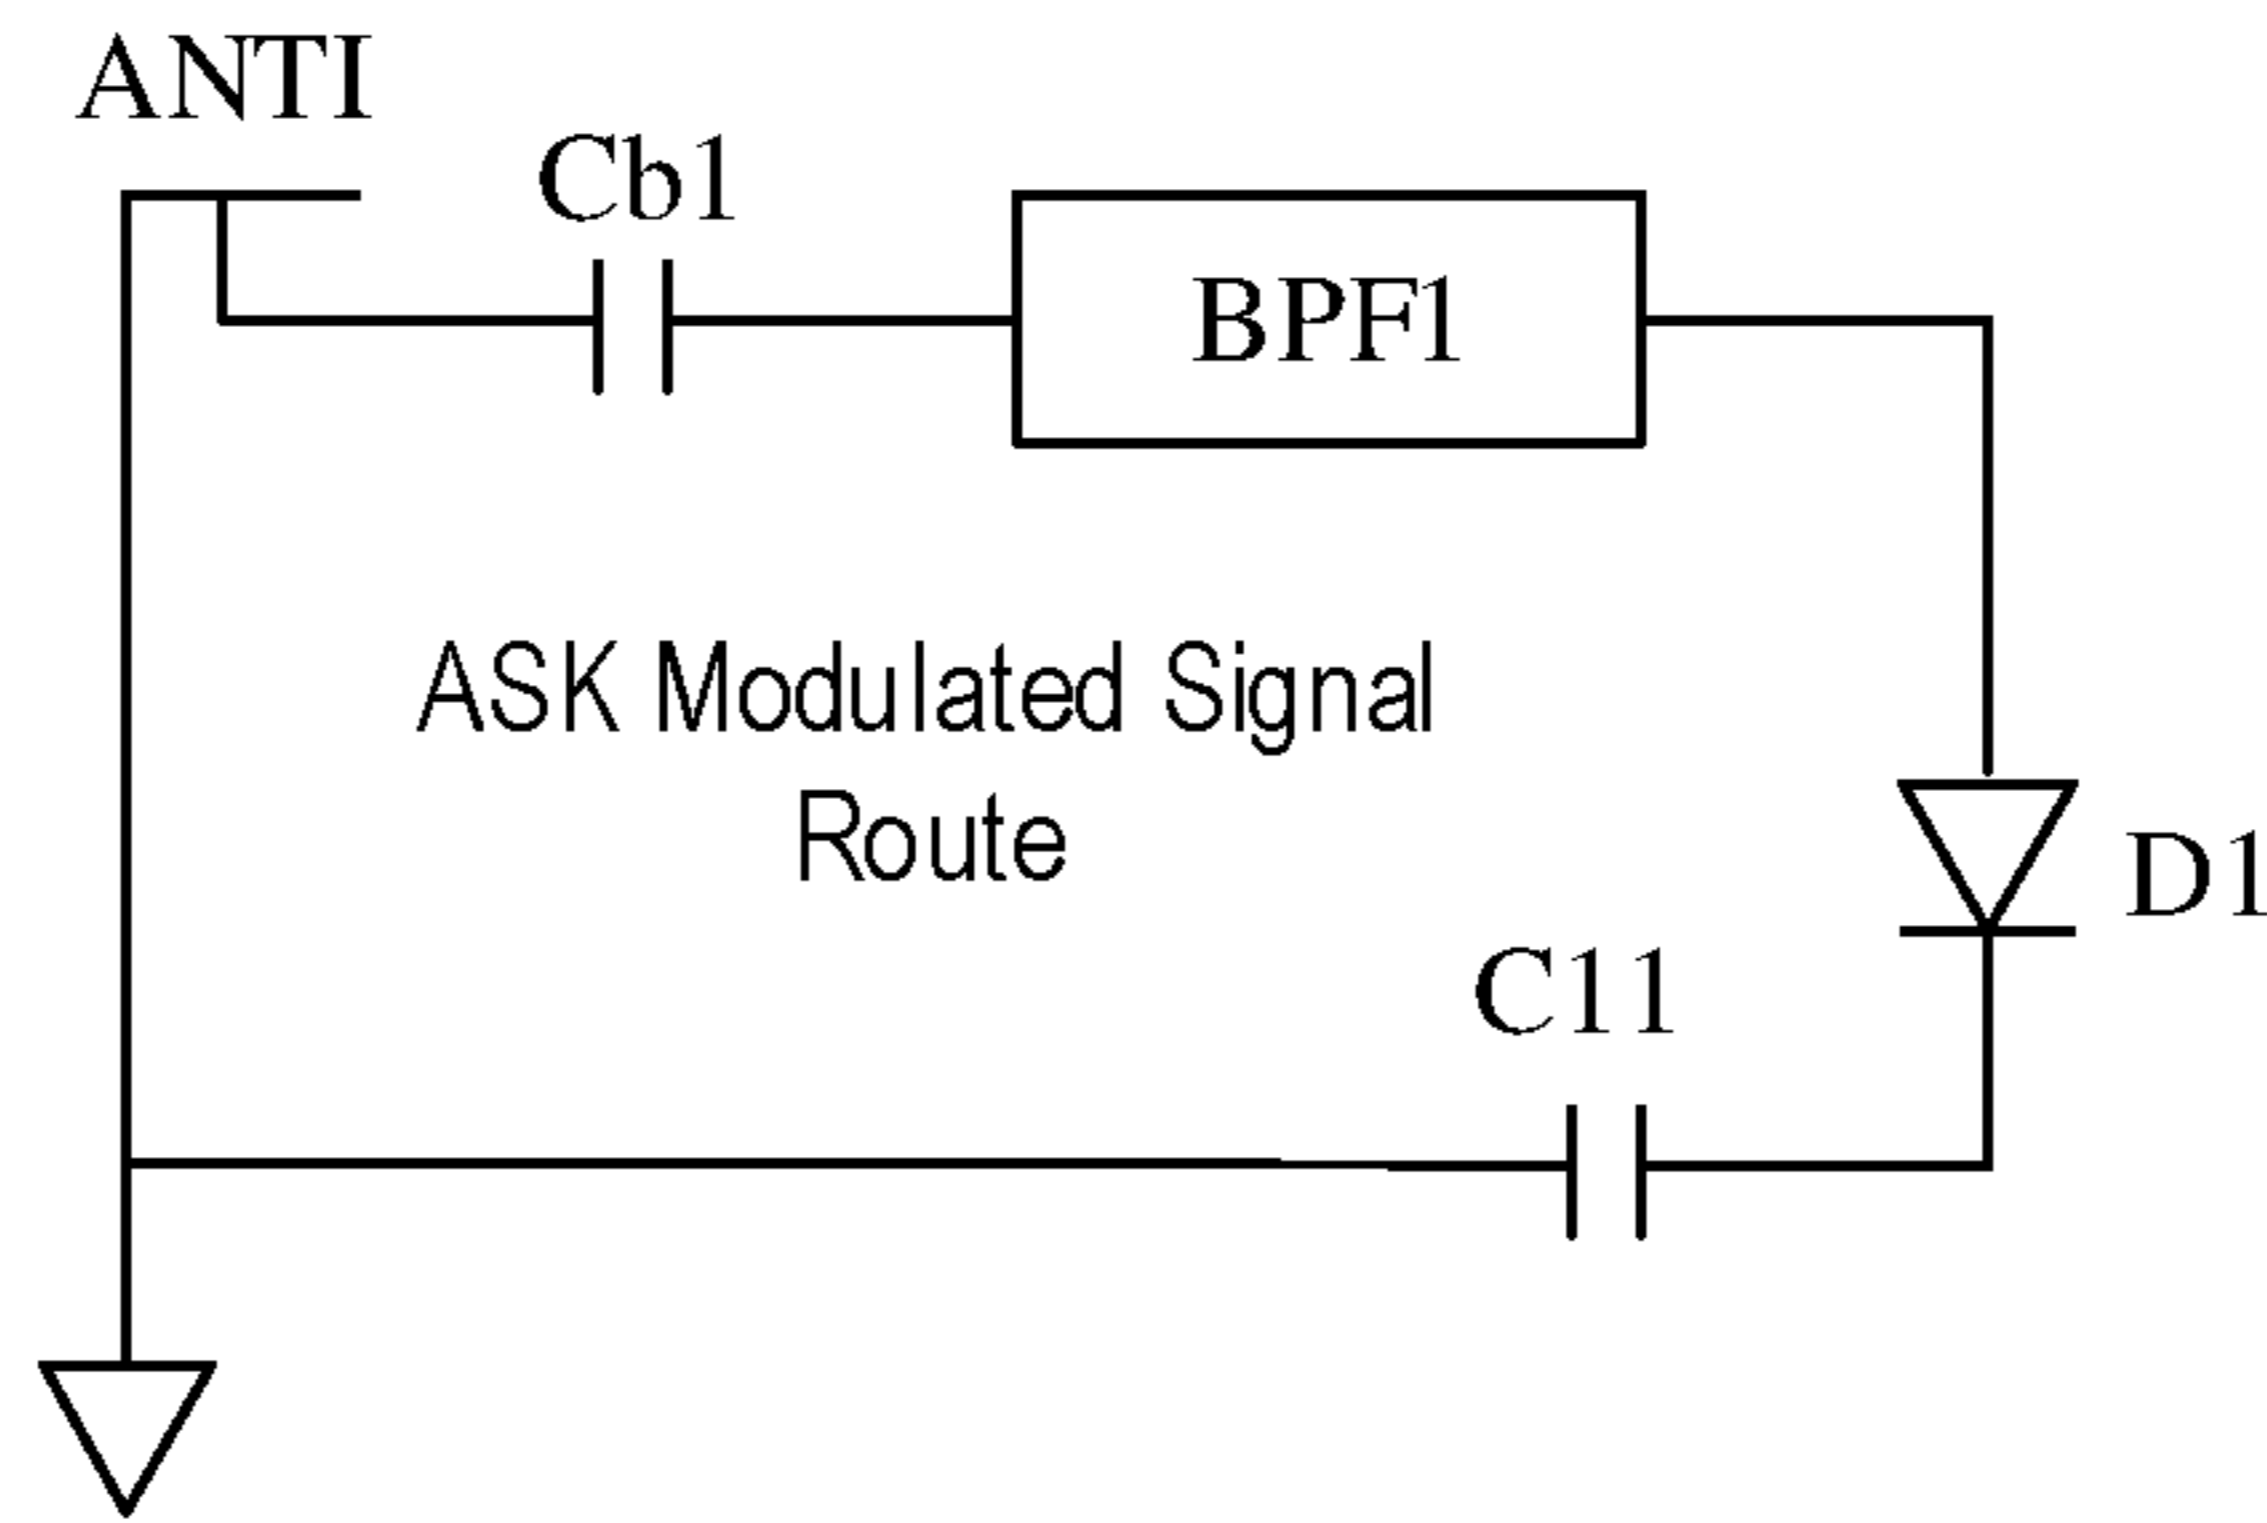 ANTI
Cb1
BPF1
ASK Modulated Signal
Route
D1
C11